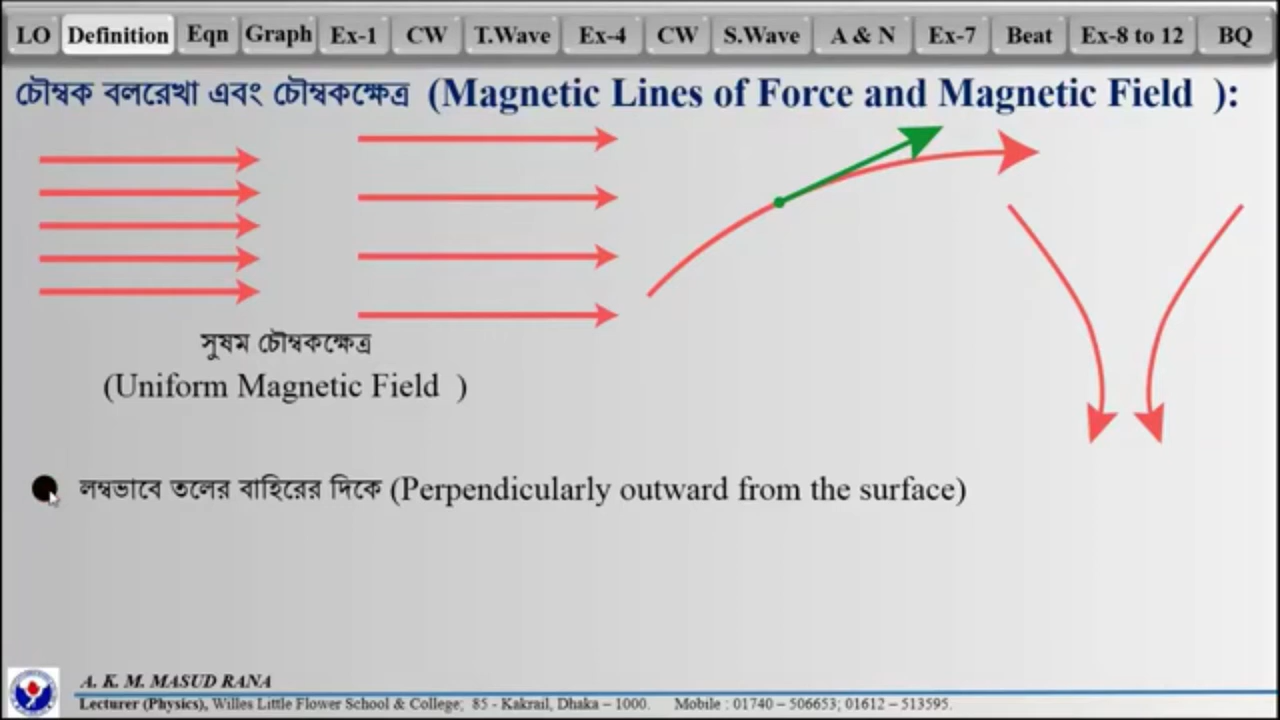 LO Definition Eqn Graph Ex-1 CW T.Wave Ex-4 CW S.Wave A & N Ex-7 Beat Ex-8 to 12 BQ
চৌম্বক বলরেখা এবং চৌম্বকক্ষেত্র (Magnetic Lines of Force and Magnetic Field ):
সুষম চৌম্বকক্ষেত্র
(Uniform Magnetic Field )
লম্বভাবে তলের বাহিরের দিকে (Perpendicularly outward from the surface)
A. K. M. MASUD RANA
Lecturer (Physics), Willes Little Flower School & College; 85 - Kakrail, Dhaka – 1000. Mobile : 01740 – 506653; 01612 – 513595.